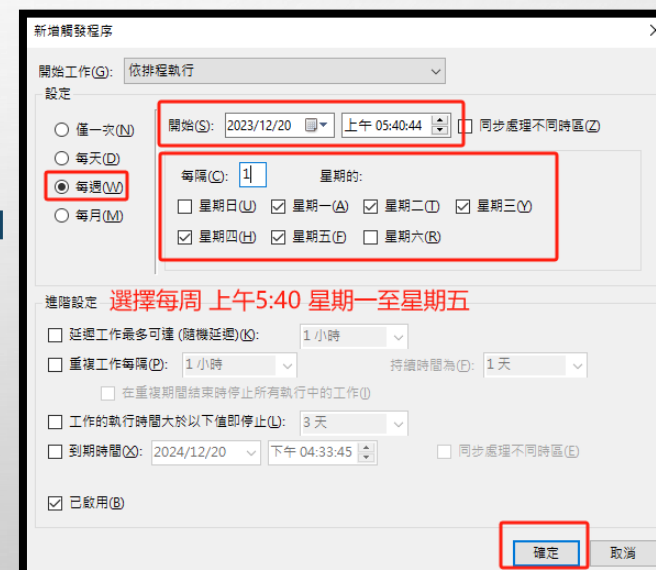 新增觸發程序
開始工作(G): 依排程執行
設定
僅一次(N)
每天(D)
每週(W)
每月(M)
開始(S): 2023/12/20 上午 05:40:44 同步處理不同時區(Z)
每隔(C): 1 星期的:
星期日(U) 星期一(A) 星期二(T) 星期三(Y)
星期四(H) 星期五(F) 星期六(R)
進階設定 選擇每周 上午5:40 星期一至星期五
延遲工作最多可達 (隨機延遲)(K): 1 小時
重複工作每隔(P): 1 小時 持續時間為(F): 1 天
在重複期間結束時停止所有執行中的工作(I)
工作的執行時間大於以下值即停止(L): 3 天
到期時間(X): 2024/12/20 下午 04:33:45 同步處理不同時區(E)
已啟用(B)
確定 取消